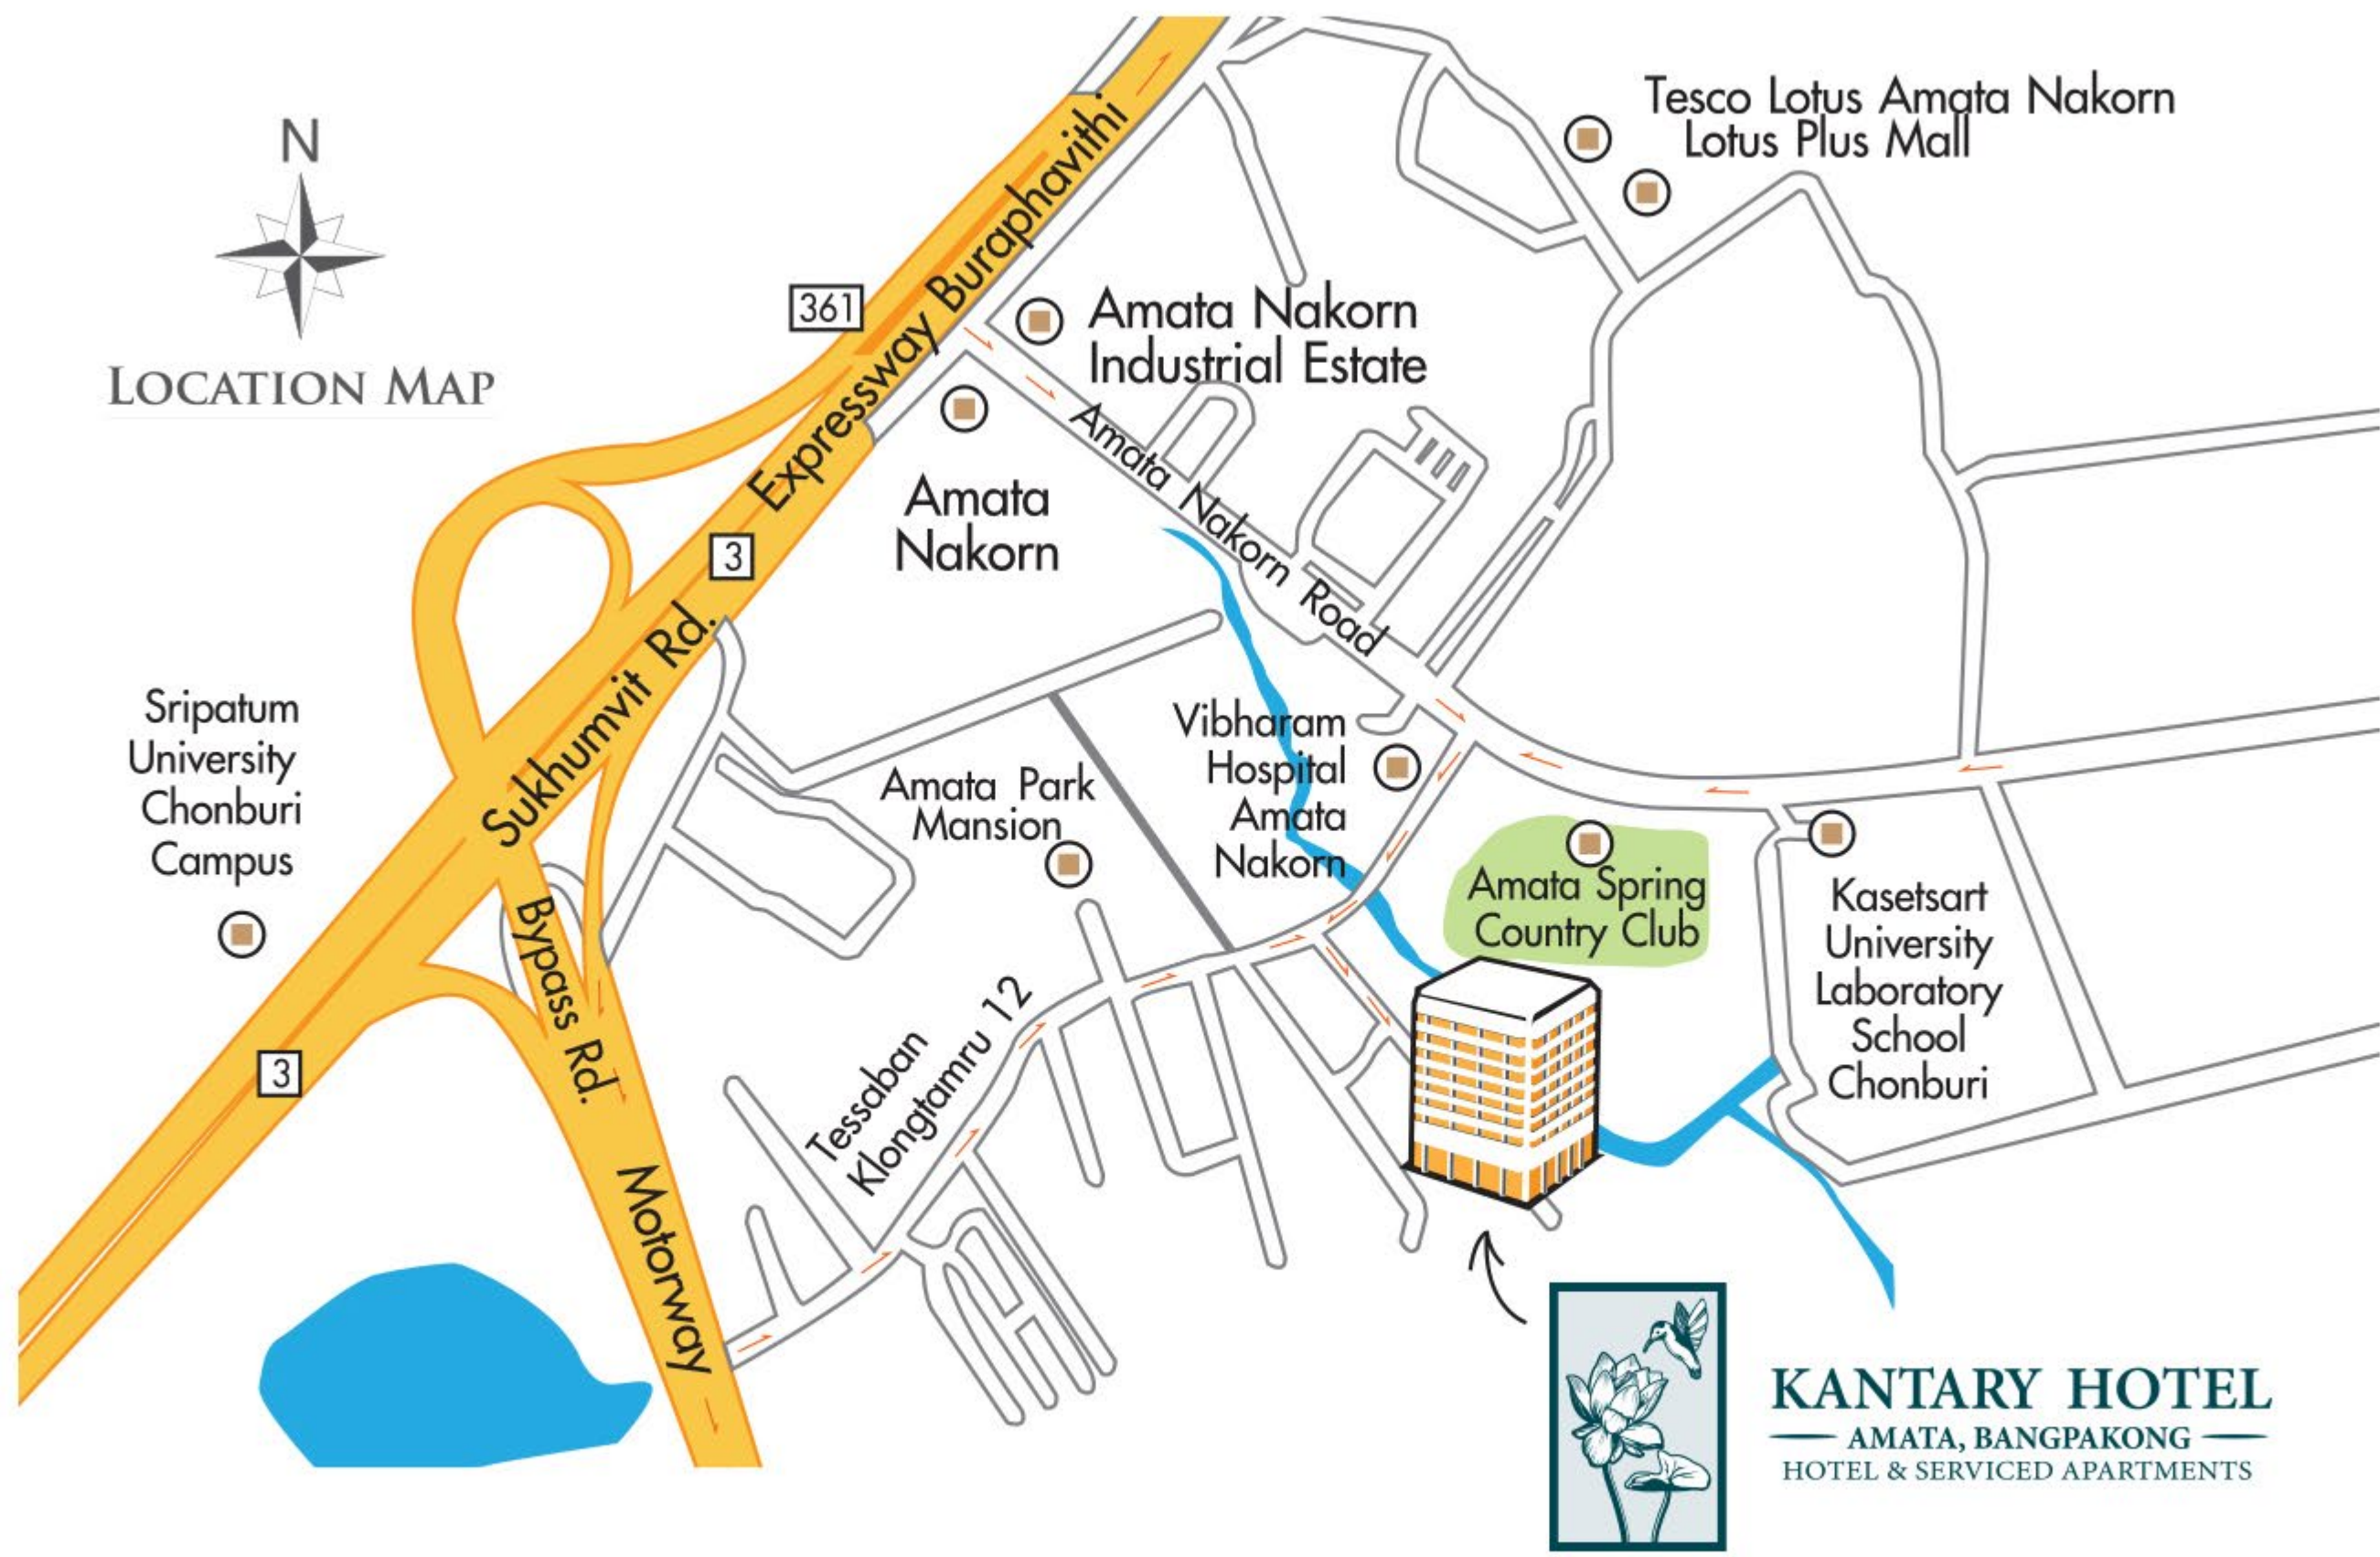 N
LOCATION MAP
Tesco Lotus Amata Nakorn
Lotus Plus Mall
361
Expressway Buraphavithi
Amata Nakorn
Industrial Estate
Amata
Nakorn
Amata Nakorn Road
3
Sukhumvit Rd.
Sripatum
University
Chonburi
Campus
Vibharam
Hospital
Amata
Nakorn
Amata Park
Mansion
Amata Spring
Country Club
Kasetsart
University
Laboratory
School
Chonburi
Bypass Rd.
3
Tessaban
Klongtamru 12
Motorway
KANTARY HOTEL
AMATA, BANGPAKONG
HOTEL & SERVICED APARTMENTS